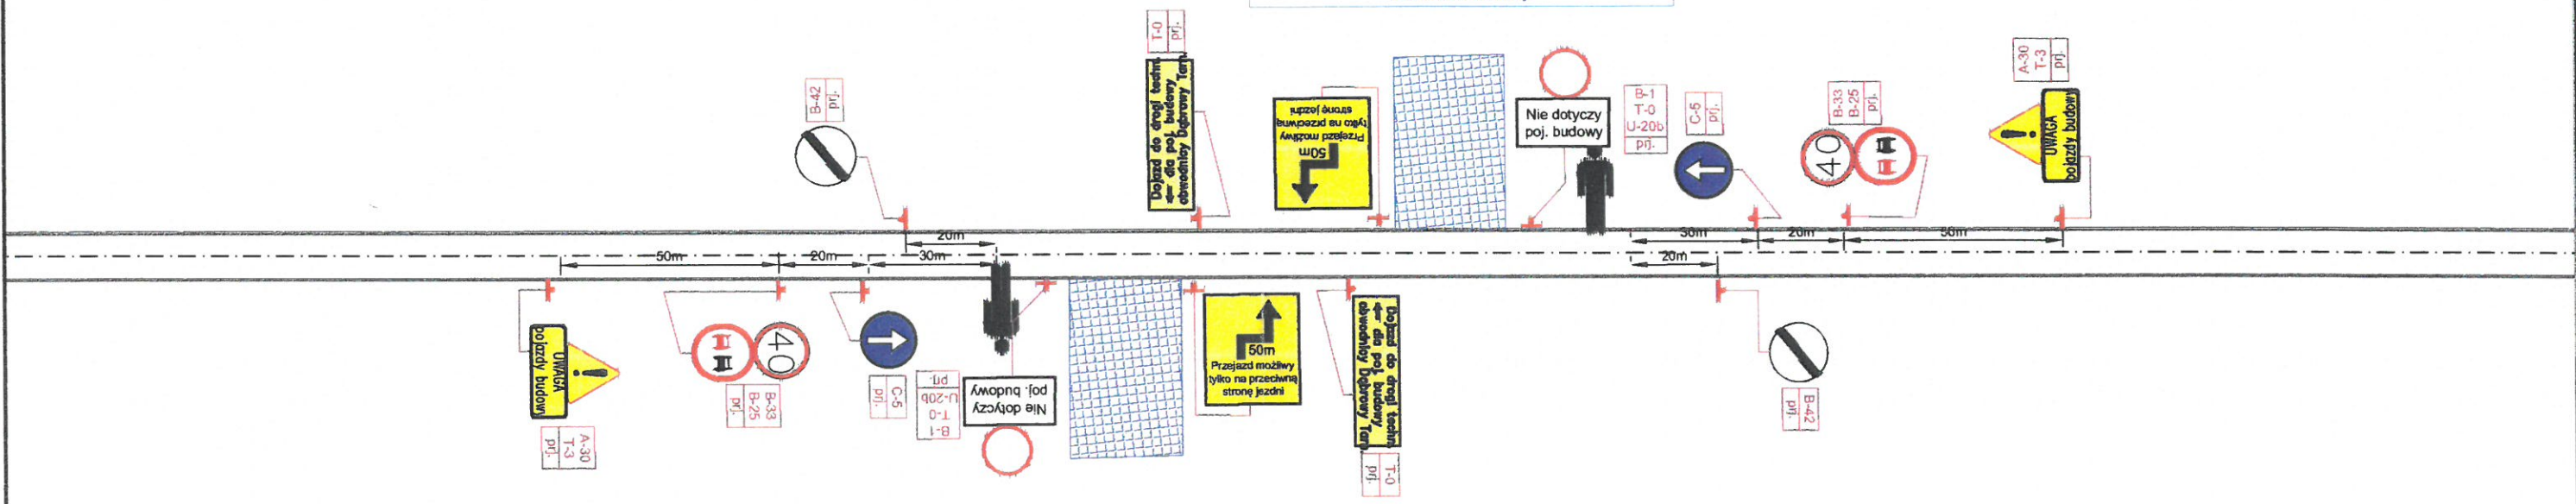 B-42
prj.
T-0
prj.
Dojazd do drogi techn.
⇐ dla poj. budowy
obwodnicy Dąbrowy Tarn.
50m
Przejazd możliwy
tylko na przeciwną
stronę jezdni
Nie dotyczy
poj. budowy
B-1
T-0
U-20b
prj.
C-5
prj.
B-33
B-25
prj.
40
A-30
T-3
prj.
UWAGA
pojazdy budowy
20m
50m
20m
30m
30m
20m
50m
20m
UWAGA
pojazdy budowy
A-30
T-3
prj.
40
B-33
B-25
prj.
C-5
prj.
B-1
T-0
U-20b
prj.
Nie dotyczy
poj. budowy
50m
Przejazd możliwy
tylko na przeciwną
stronę jezdni
Dojazd do drogi techn.
⇐ dla poj. budowy
obwodnicy Dąbrowy Tarn.
T-0
prj.
B-42
prj.